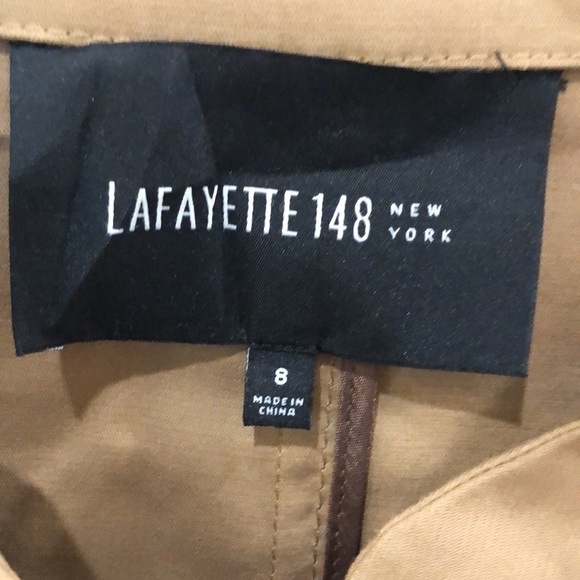 LAFAYETTE 148 NEW YORK
8
MADE IN
CHINA